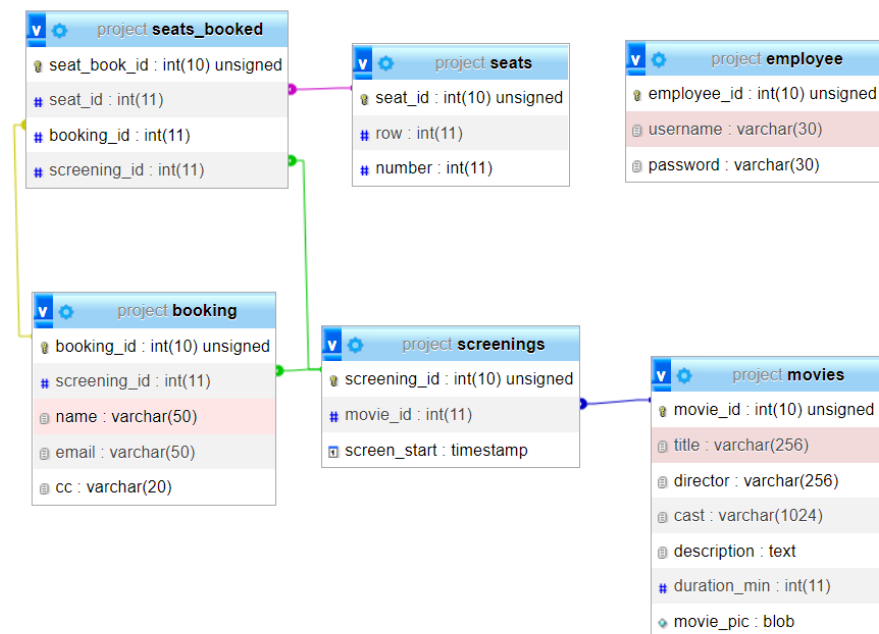 project seats_booked
seat_book_id : int(10) unsigned
# seat_id : int(11)
# booking_id : int(11)
# screening_id : int(11)
project seats
seat_id : int(10) unsigned
# row : int(11)
# number : int(11)
project employee
employee_id : int(10) unsigned
username : varchar(30)
password : varchar(30)
project booking
booking_id : int(10) unsigned
# screening_id : int(11)
name : varchar(50)
email : varchar(50)
cc : varchar(20)
project screenings
screening_id : int(10) unsigned
# movie_id : int(11)
screen_start : timestamp
project movies
movie_id : int(10) unsigned
title : varchar(256)
director : varchar(256)
cast : varchar(1024)
description : text
# duration_min : int(11)
movie_pic : blob